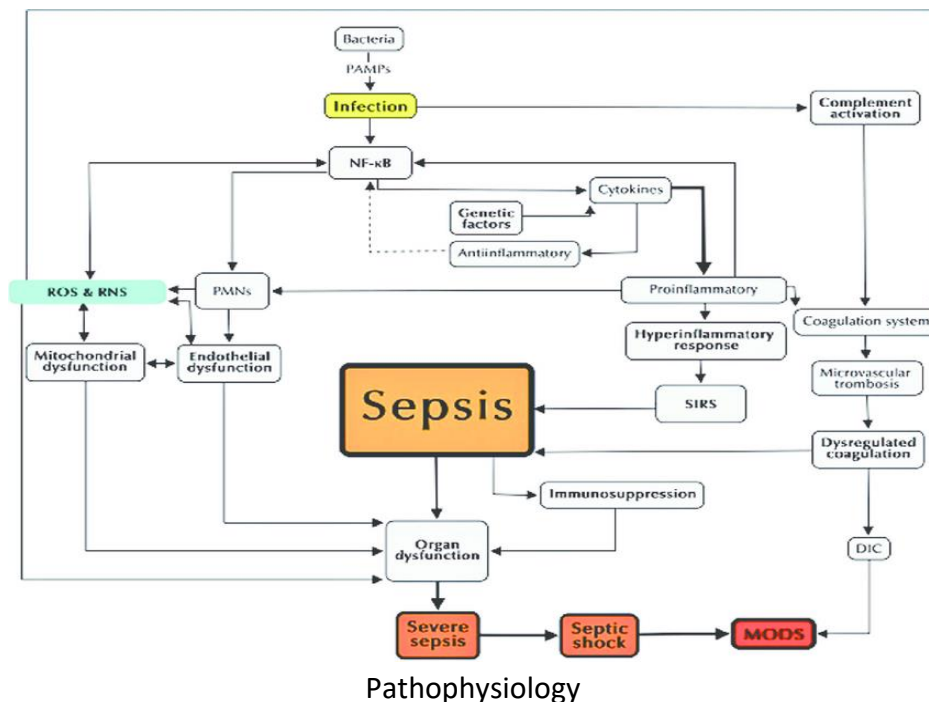 Bacteria
PAMPs
Infection
Complement
activation
NF-κB
Cytokines
Genetic
factors
Antiinflammatory
ROS & RNS
PMNs
Proinflammatory
Coagulation system
Mitochondrial
dysfunction
Endothelial
dysfunction
Hyperinflammatory
response
Microvascular
trombosis
Sepsis
SIRS
Dysregulated
coagulation
Immunosuppression
Organ
dysfunction
DIC
Severe
sepsis
Septic
shock
MODS
Pathophysiology